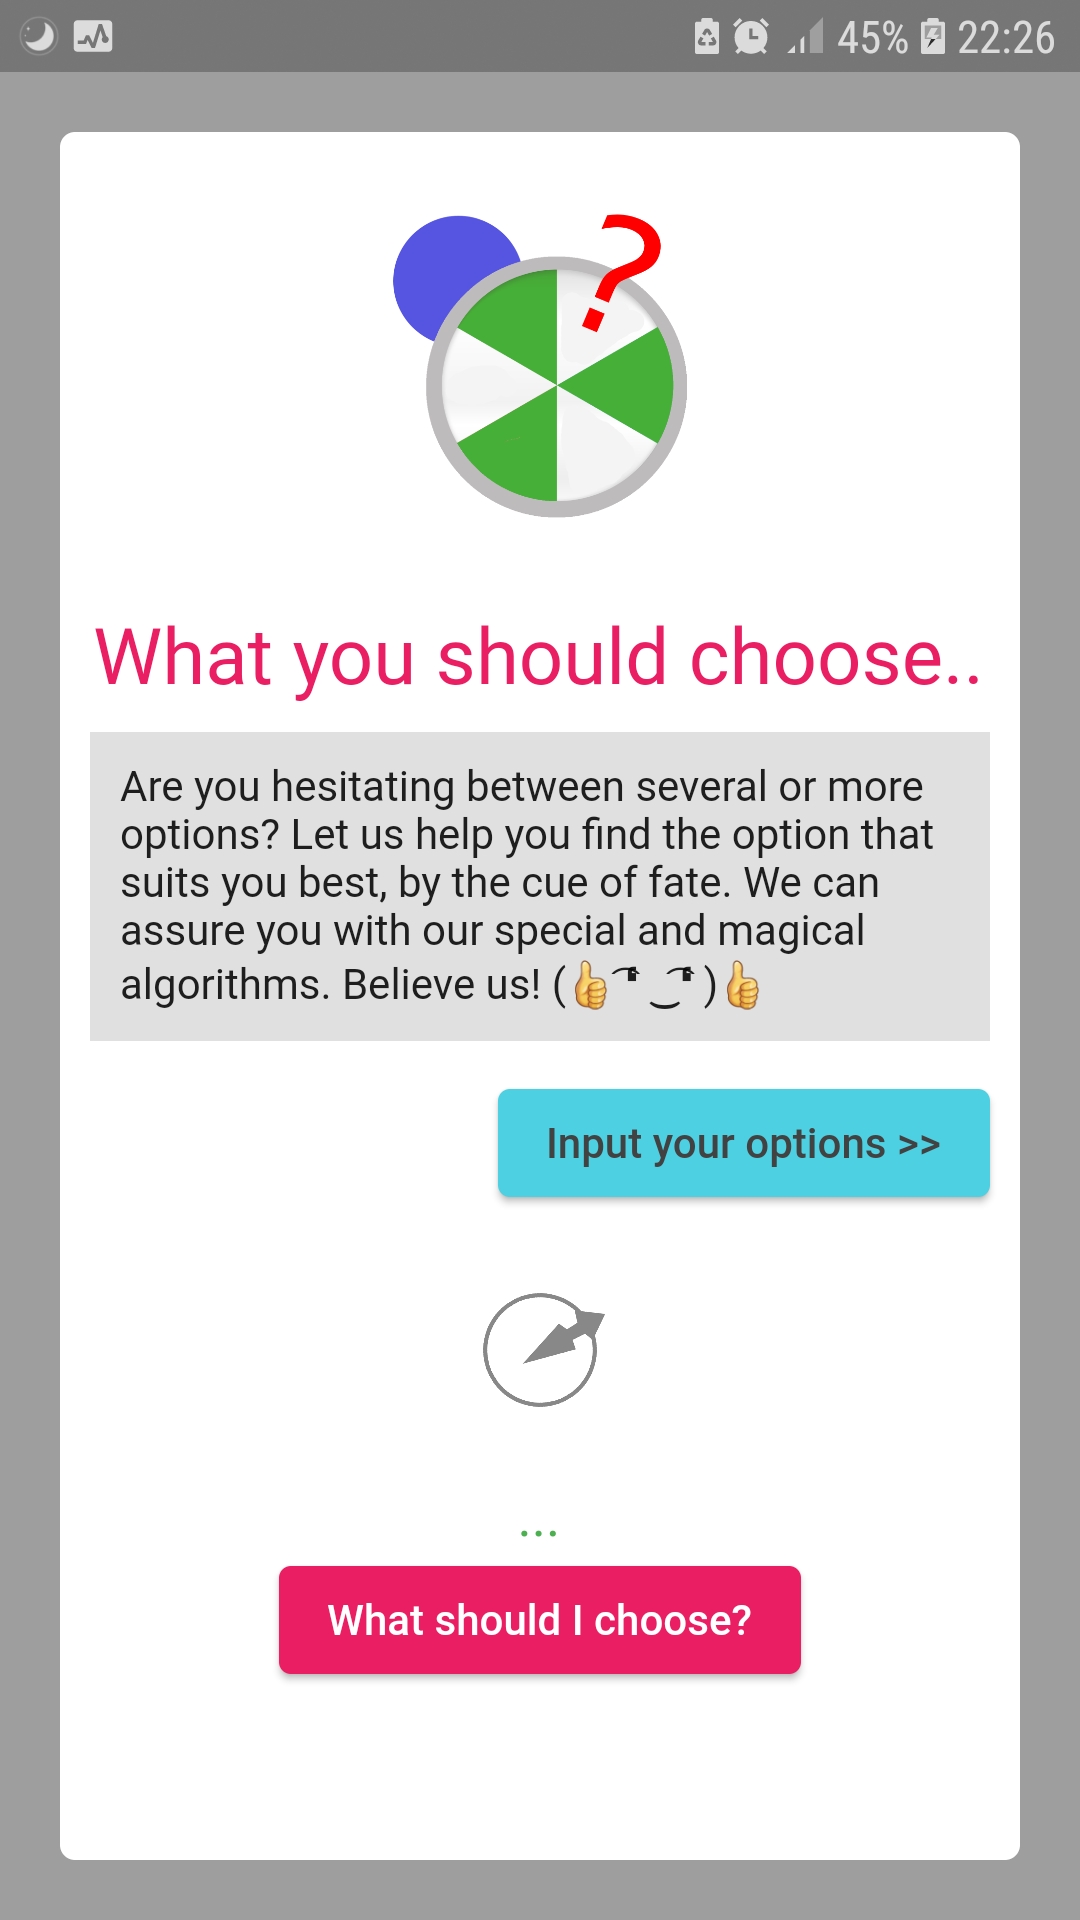 45% 22:26
?
What you should choose..
Are you hesitating between several or more
options? Let us help you find the option that
suits you best, by the cue of fate. We can
assure you with our special and magical
algorithms. Believe us! (👍 ͡° ͜ʖ ͡°)👍
Input your options >>
...
What should I choose?